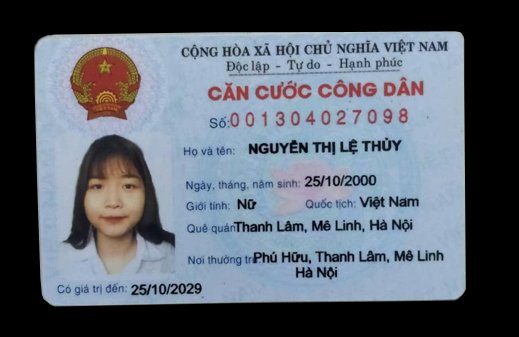 CỘNG HÒA XÃ HỘI CHỦ NGHĨA VIỆT NAM
Độc lập - Tự do - Hạnh phúc
CĂN CƯỚC CÔNG DÂN
Số: 001304027098
Họ và tên: NGUYỄN THỊ LỆ THỦY
Ngày, tháng, năm sinh: 25/10/2000
Giới tính: Nữ Quốc tịch: Việt Nam
Quê quán Thanh Lâm, Mê Linh, Hà Nội
Nơi thường trú Phú Hữu, Thanh Lâm, Mê Linh
Hà Nội
Có giá trị đến: 25/10/2029